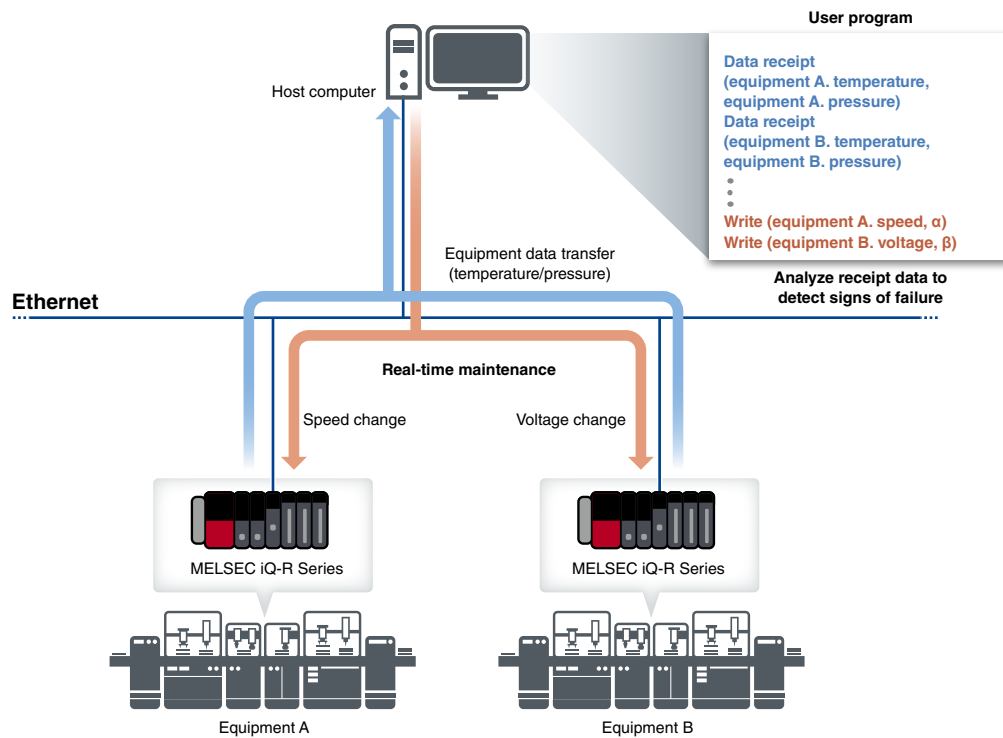 User program
Data receipt
(equipment A. temperature,
equipment A. pressure)
Data receipt
(equipment B. temperature,
equipment B. pressure)
Write (equipment A. speed, α)
Write (equipment B. voltage, β)
Analyze receipt data to
detect signs of failure
Host computer
Equipment data transfer
(temperature/pressure)
Ethernet
Real-time maintenance
Speed change
Voltage change
MELSEC iQ-R Series
MELSEC iQ-R Series
Equipment A
Equipment B